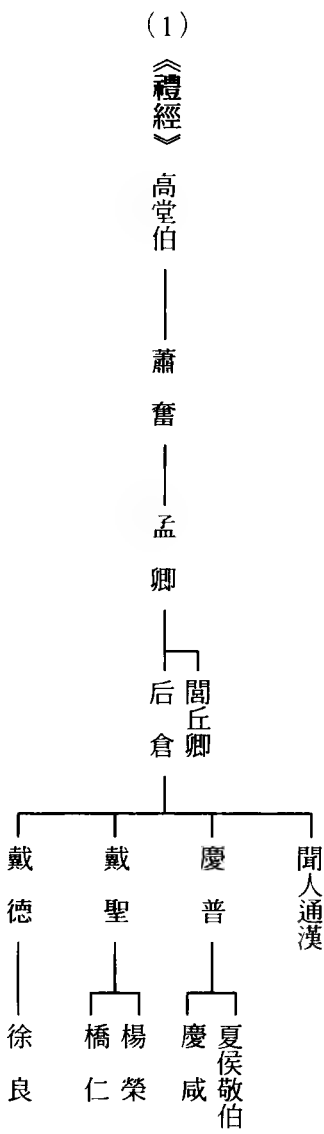 (1)
《禮經》
高堂伯
蕭奮
孟卿
閭丘卿
后倉
聞人通漢
慶普
戴聖
戴德
夏侯敬伯
慶咸
楊榮
橋仁
徐良